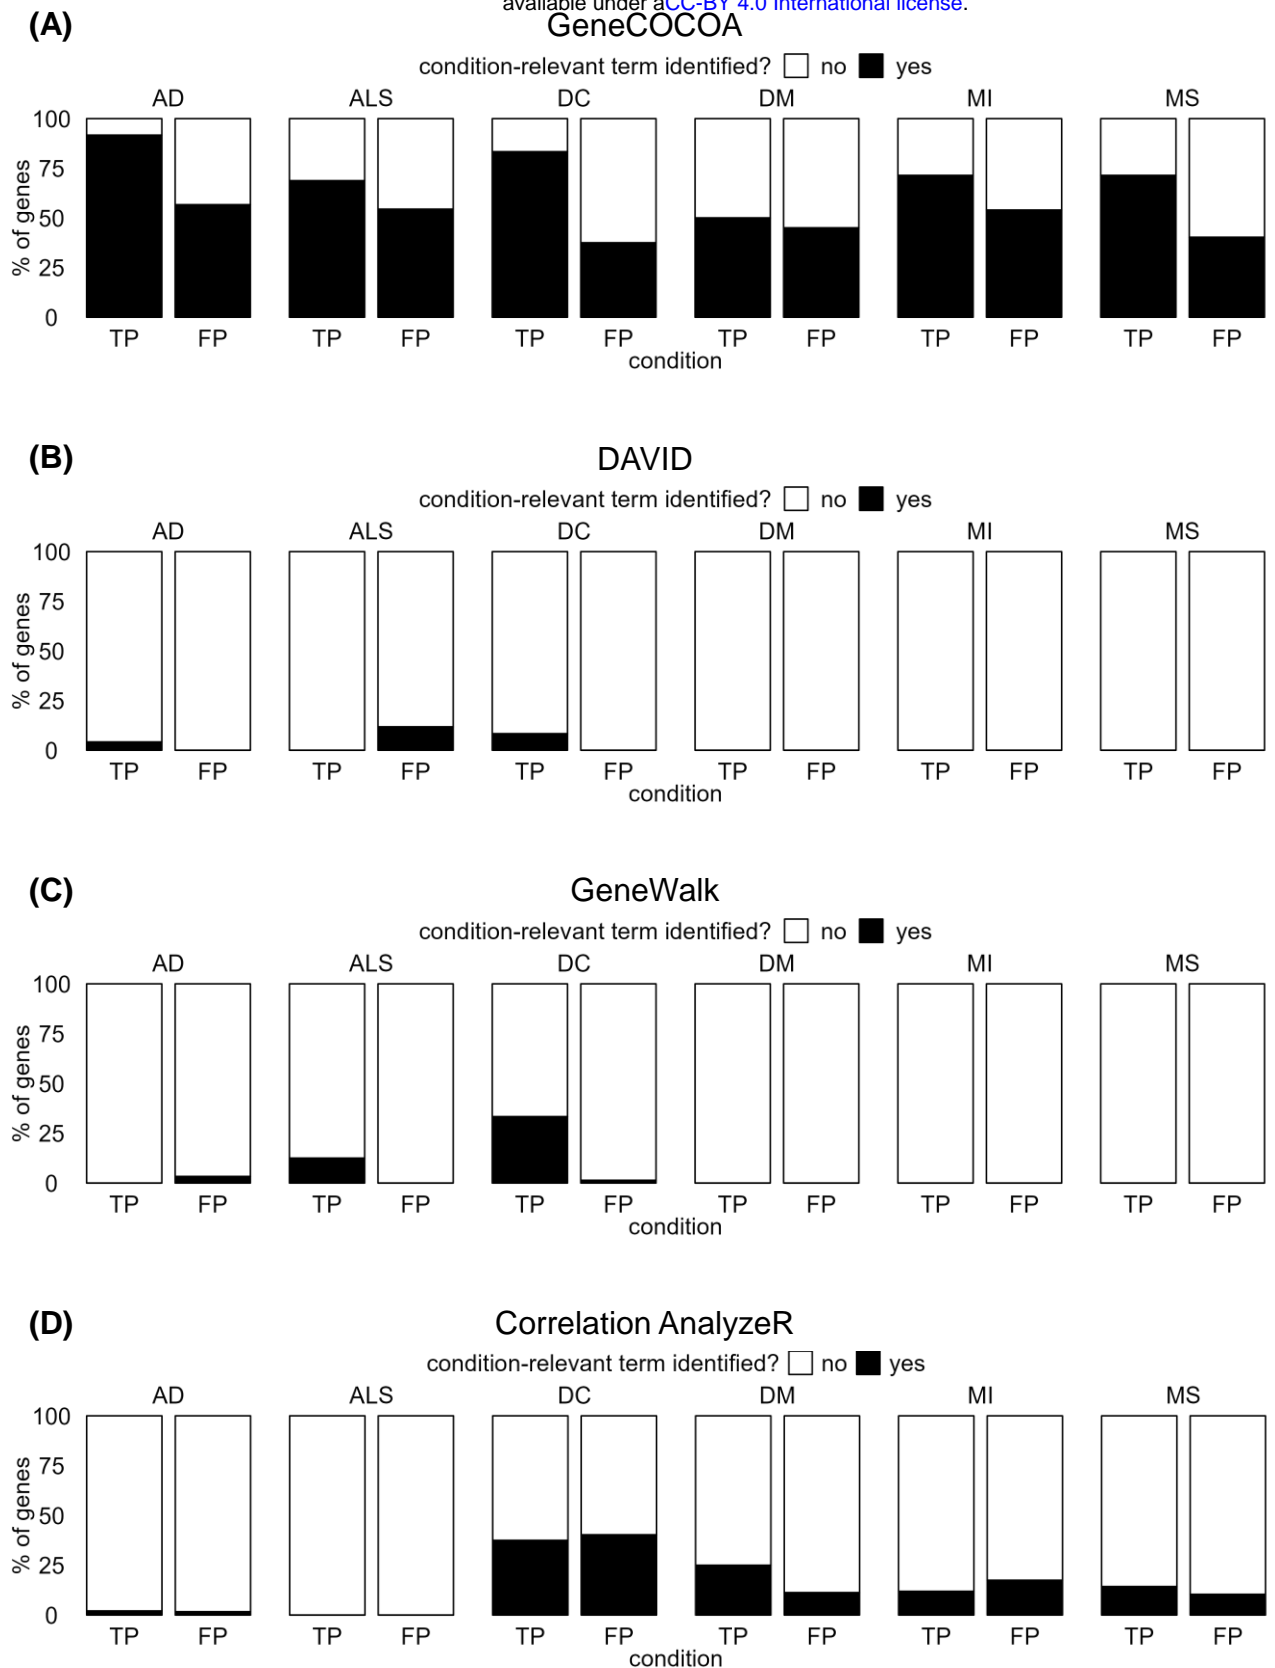 available under aCC-BY 4.0 International license.
(A)
GeneCOCOA
condition-relevant term identified? no yes
AD ALS DC DM MI MS
100
75
50
25
0
% of genes
TP FP TP FP TP FP TP FP TP FP TP FP
condition
(B)
DAVID
condition-relevant term identified? no yes
AD ALS DC DM MI MS
100
75
50
25
0
% of genes
TP FP TP FP TP FP TP FP TP FP TP FP
condition
(C)
GeneWalk
condition-relevant term identified? no yes
AD ALS DC DM MI MS
100
75
50
25
0
% of genes
TP FP TP FP TP FP TP FP TP FP TP FP
condition
(D)
Correlation AnalyzeR
condition-relevant term identified? no yes
AD ALS DC DM MI MS
100
75
50
25
0
% of genes
TP FP TP FP TP FP TP FP TP FP TP FP
condition